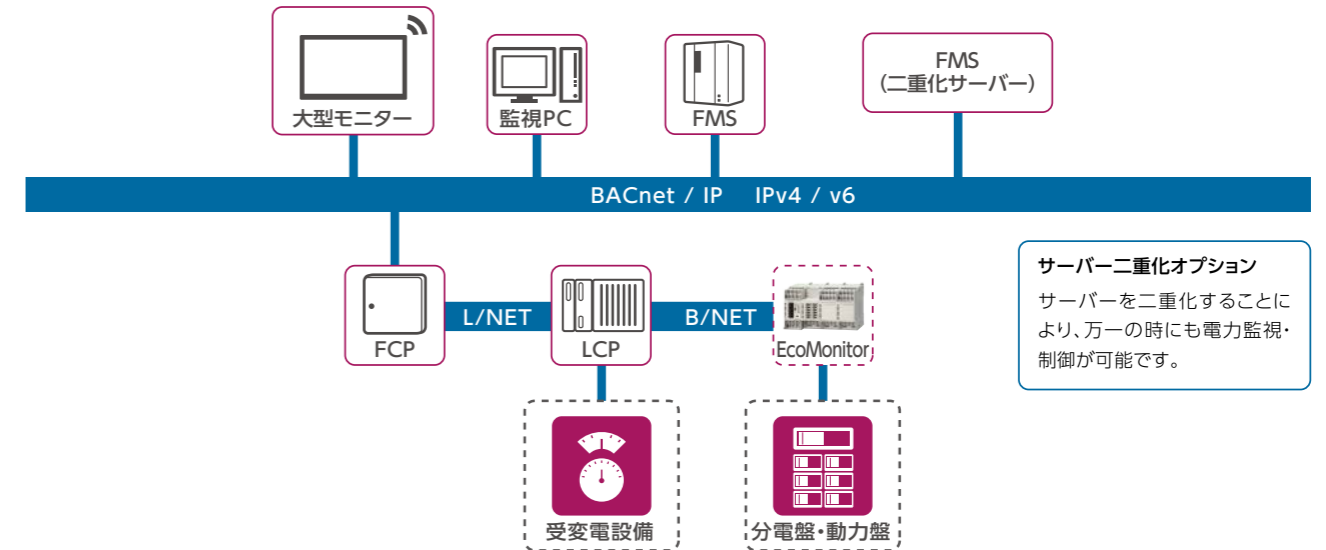 大型モニター
監視PC
FMS
FMS
（二重化サーバー）
BACnet / IP IPv4 / v6
FCP
L/NET
LCP
B/NET
EcoMonitor
サーバー二重化オプション
サーバーを二重化することに
より、万一の時にも電力監視・
制御が可能です。
受変電設備
分電盤・動力盤